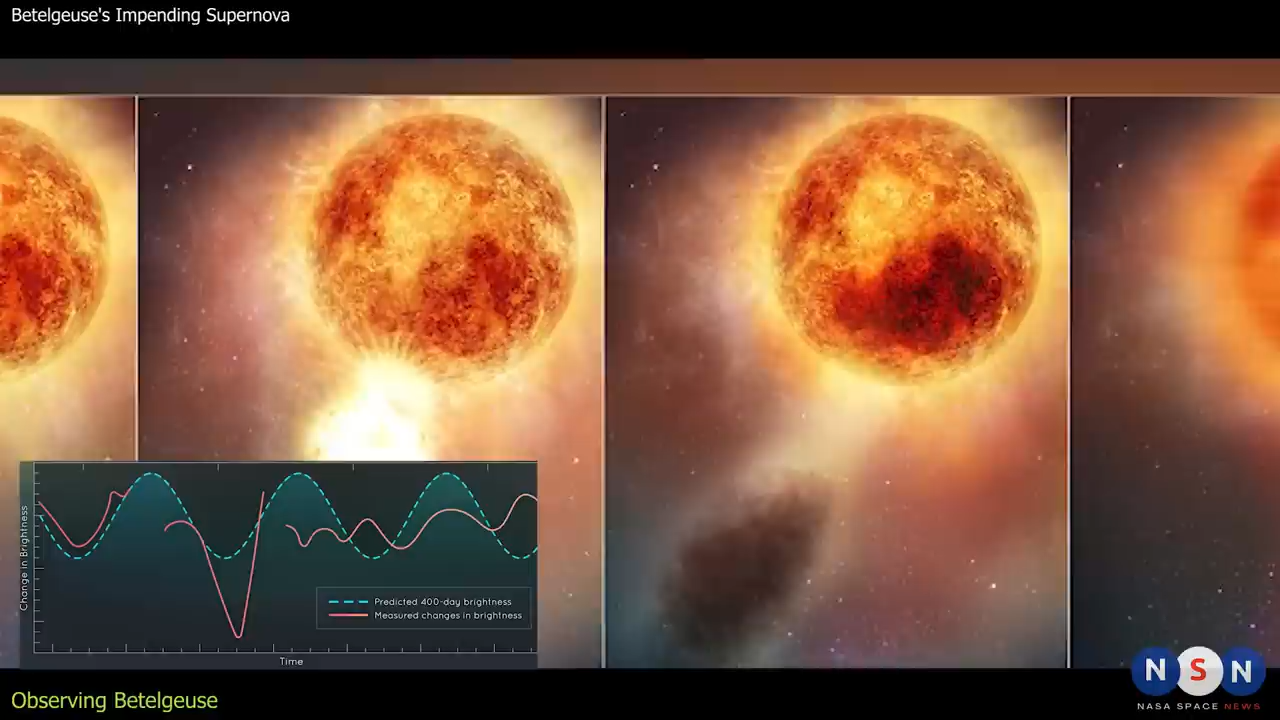 Betelgeuse's Impending Supernova
Change in Brightness
Predicted 400-day brightness
Measured changes in brightness
Time
Observing Betelgeuse
N S N
NASA SPACE NEWS